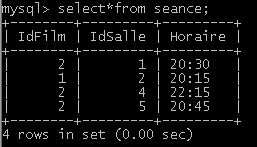 mysql> select*from seance;
+--------+---------+---------+
| IdFilm | IdSalle | Horaire |
+--------+---------+---------+
|      2 |       1 | 20:30   |
|      1 |       2 | 20:15   |
|      2 |       4 | 22:15   |
|      2 |       5 | 20:45   |
+--------+---------+---------+
4 rows in set (0.00 sec)